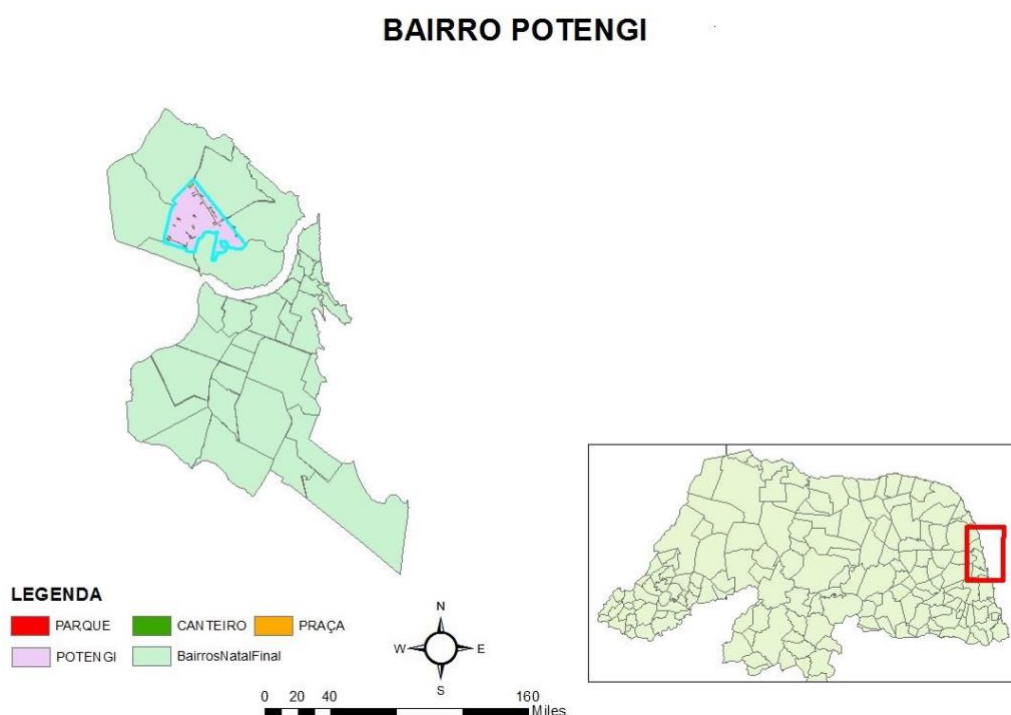 BAIRRO POTENGI
LEGENDA
PARQUE CANTEIRO PRAÇA
POTENGI BairrosNatalFinal
N
W E
S
0 20 40 160
Miles